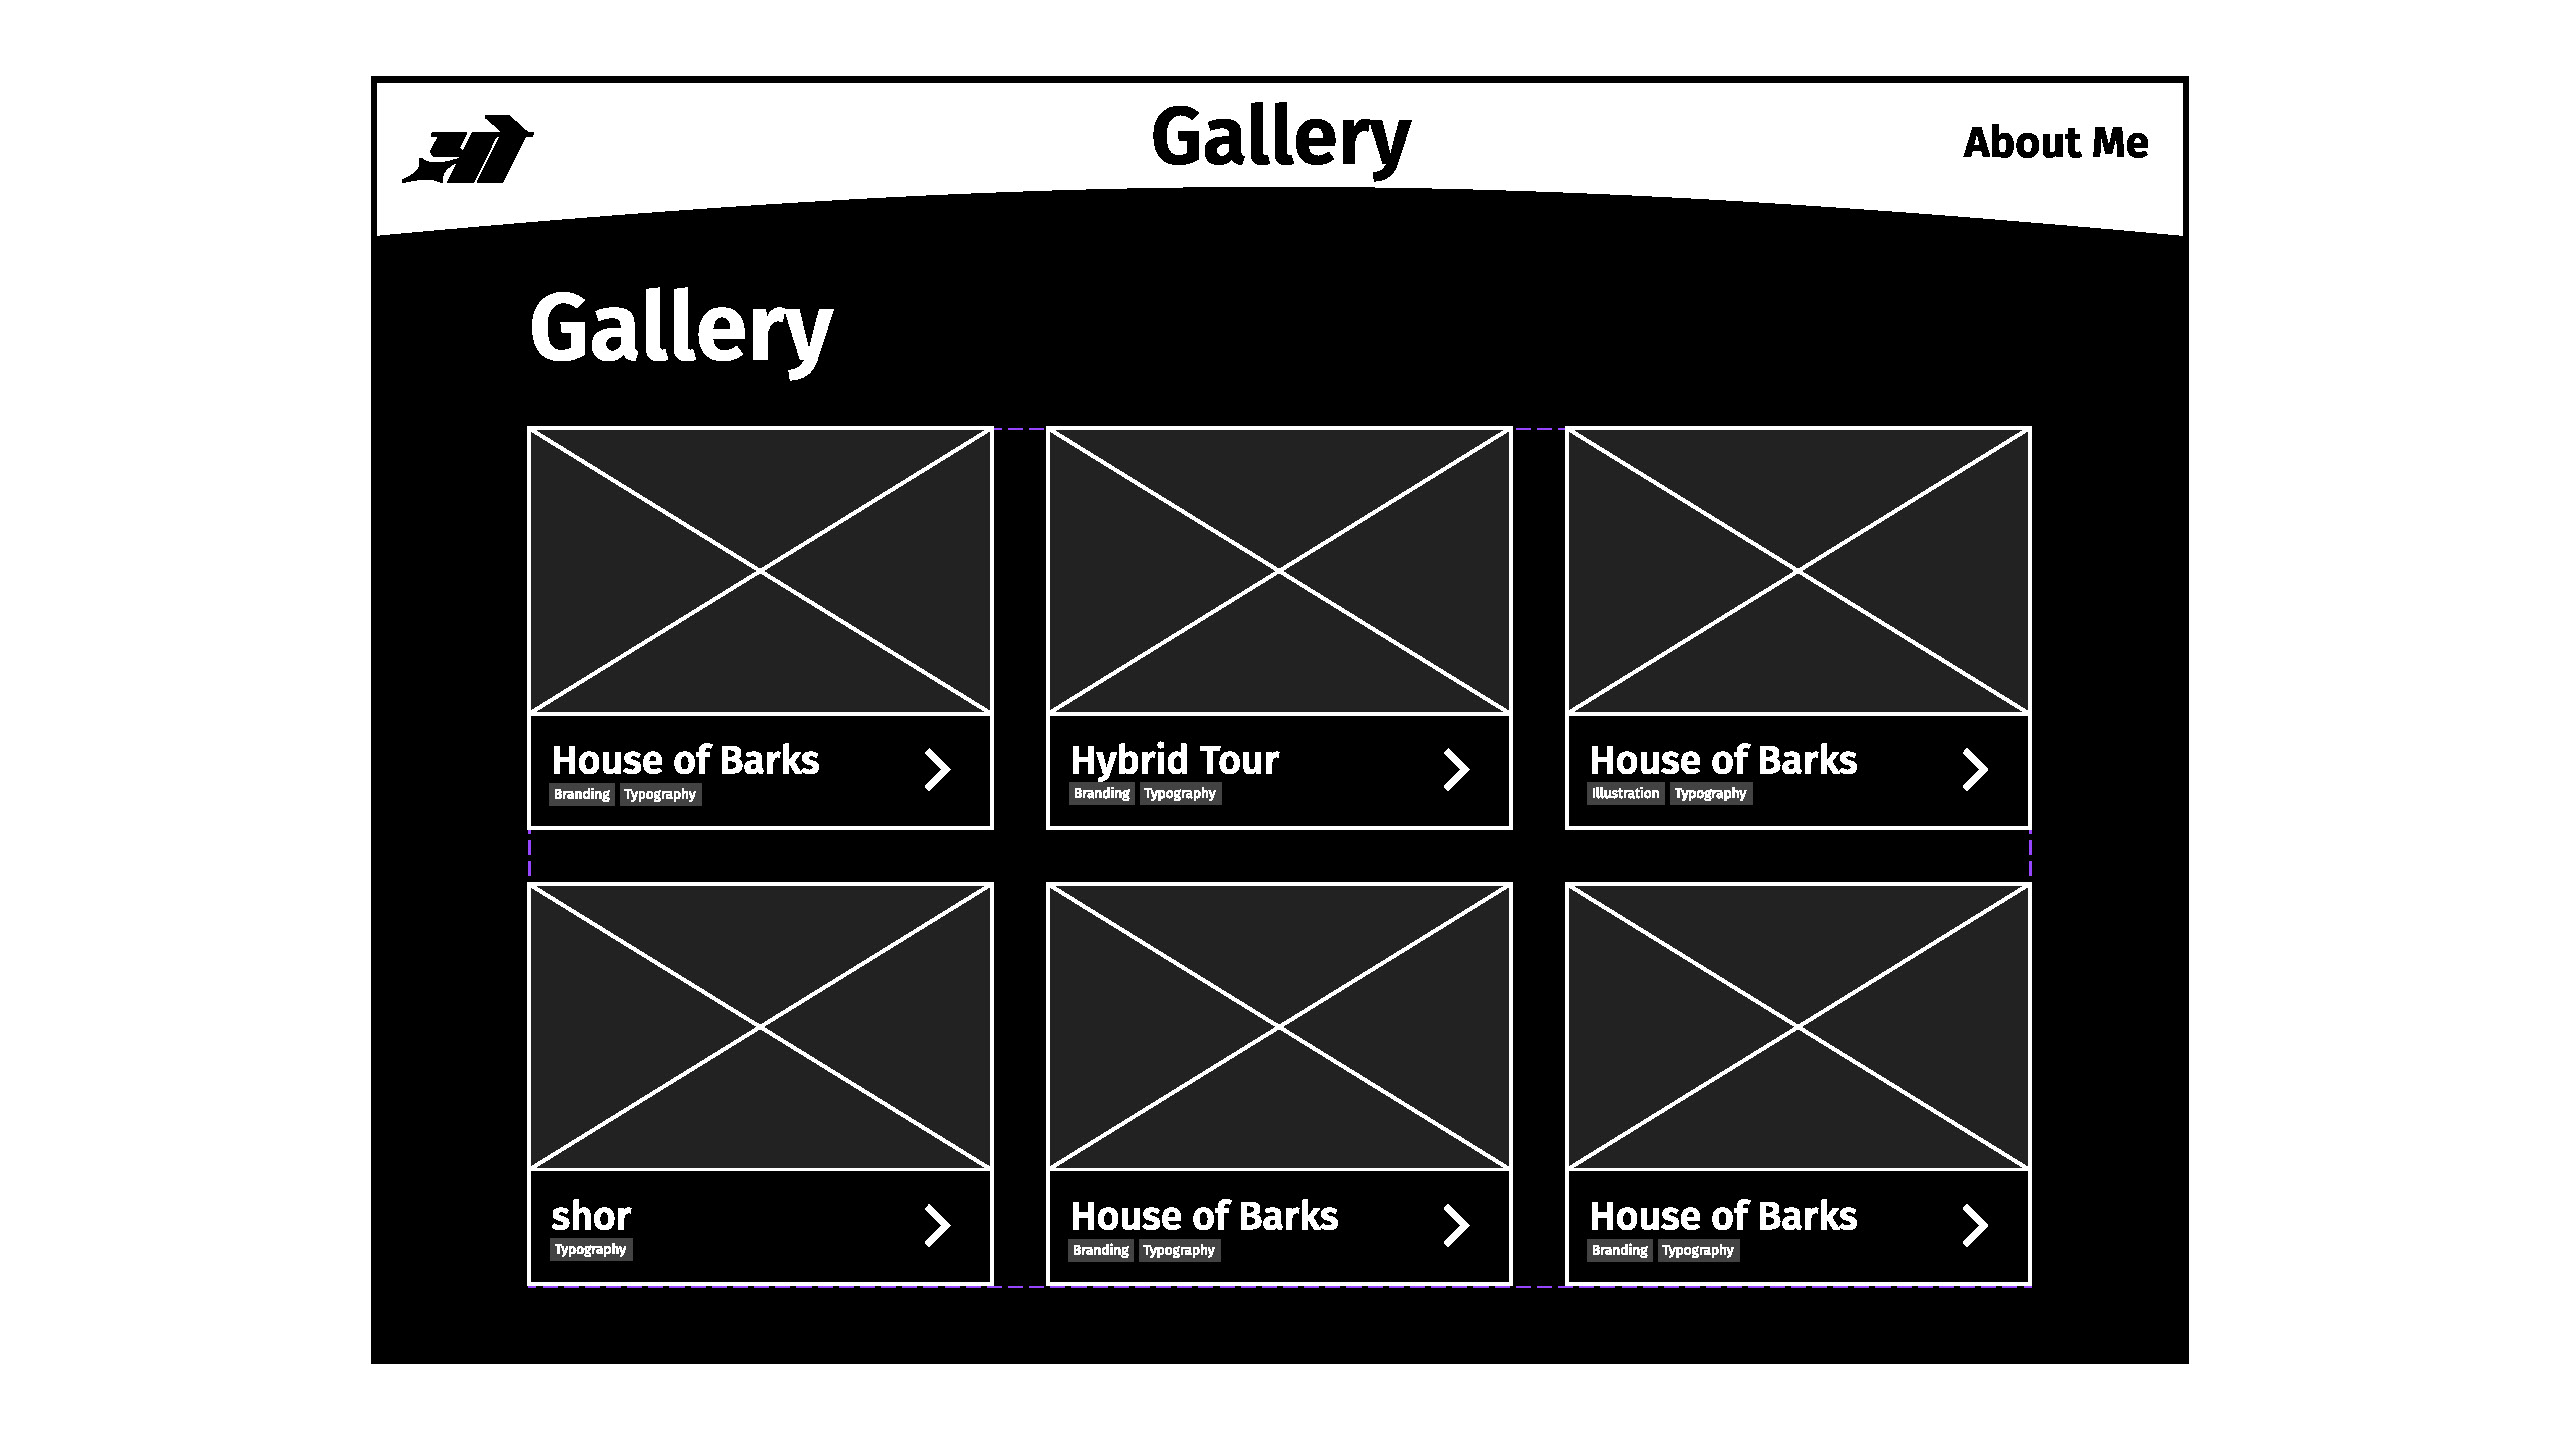 Gallery
About Me
Gallery
House of Barks
Branding Typography
Hybrid Tour
Branding Typography
House of Barks
Illustration Typography
shor
Typography
House of Barks
Branding Typography
House of Barks
Branding Typography